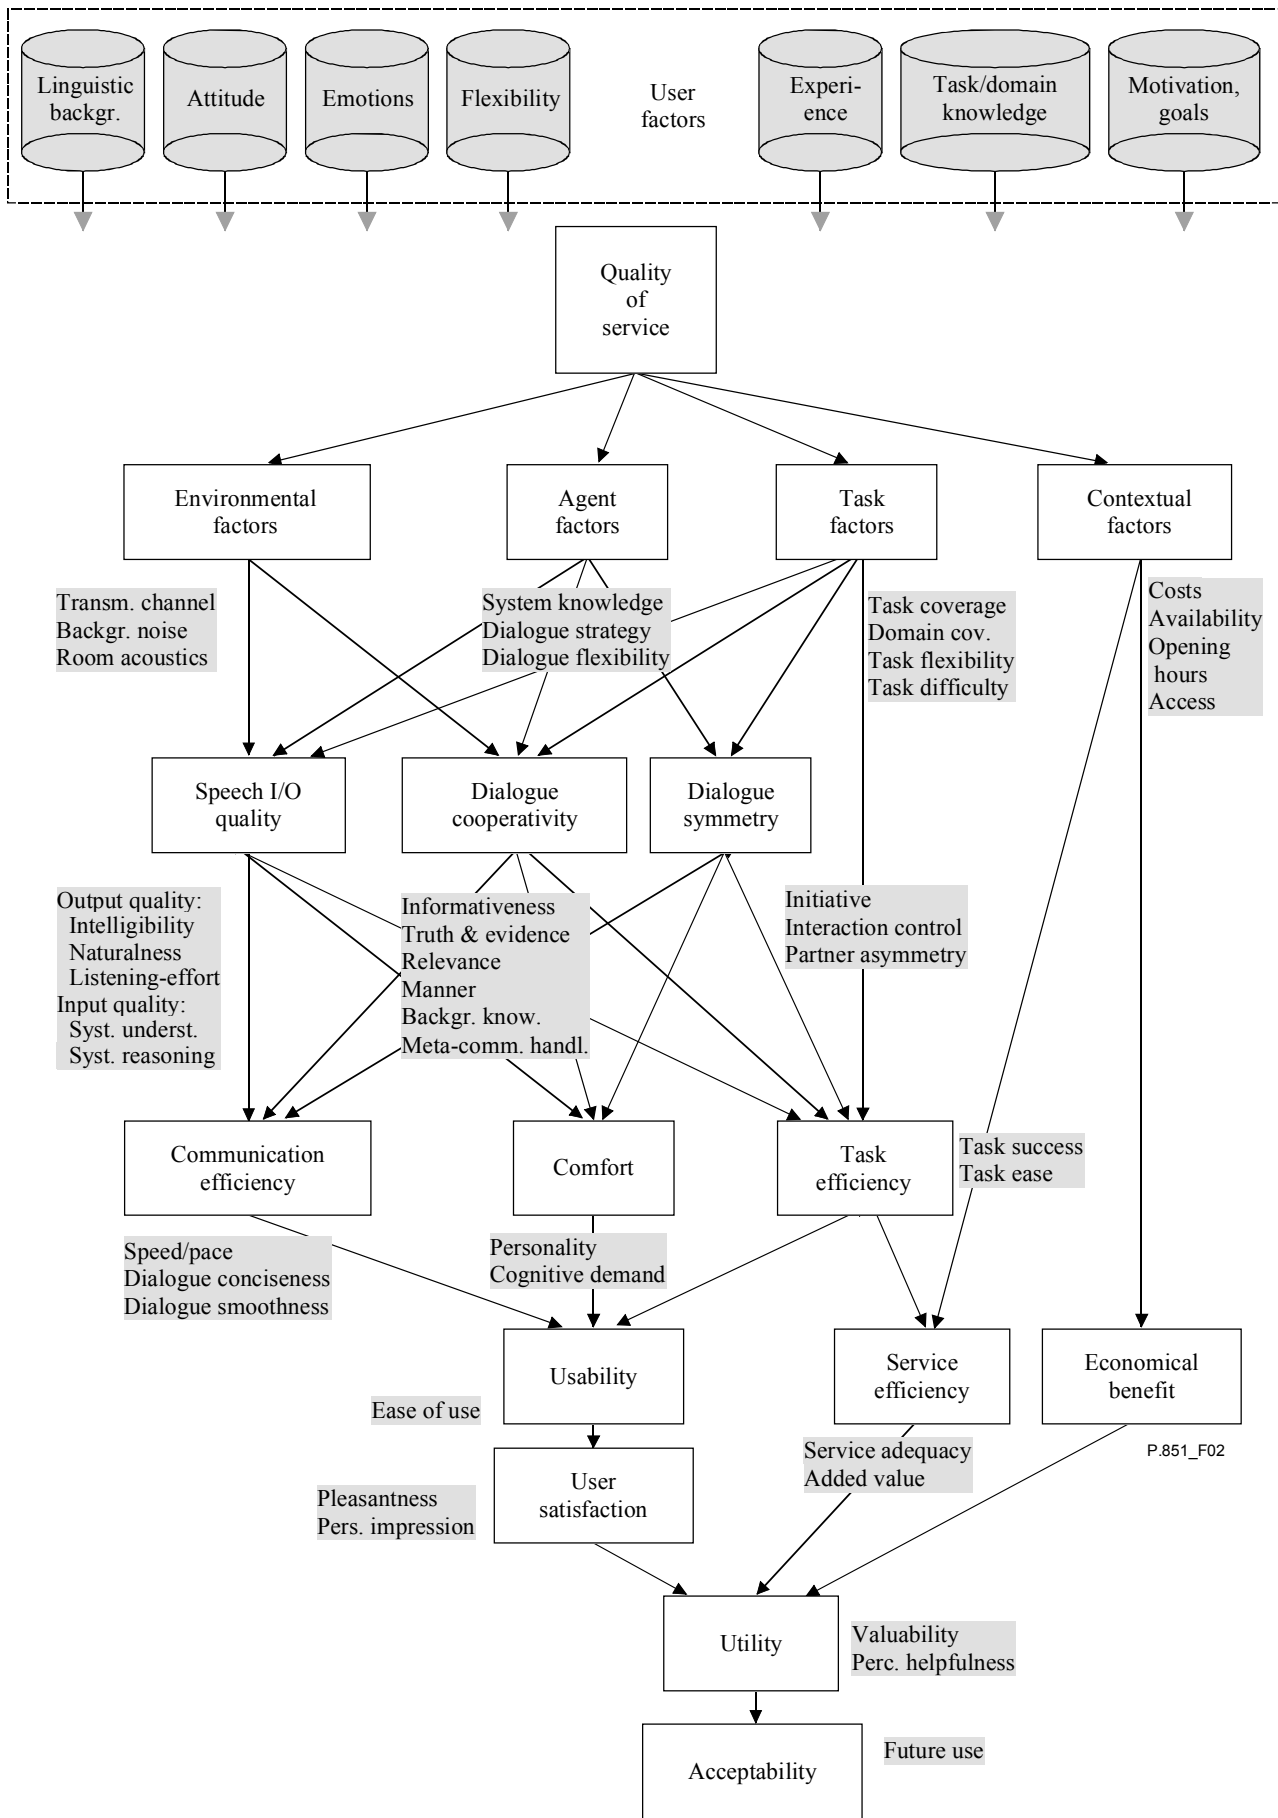 Linguistic
backgr.
Attitude
Emotions
Flexibility
User
factors
Experi-
ence
Task/domain
knowledge
Motivation,
goals
Quality
of
service
Environmental
factors
Agent
factors
Task
factors
Contextual
factors
Transm. channel
Backgr. noise
Room acoustics
System knowledge
Dialogue strategy
Dialogue flexibility
Task coverage
Domain cov.
Task flexibility
Task difficulty
Costs
Availability
Opening
hours
Access
Speech I/O
quality
Dialogue
cooperativity
Dialogue
symmetry
Output quality:
Intelligibility
Naturalness
Listening-effort
Input quality:
Syst. underst.
Syst. reasoning
Informativeness
Truth & evidence
Relevance
Manner
Backgr. know.
Meta-comm. handl.
Initiative
Interaction control
Partner asymmetry
Communication
efficiency
Comfort
Task
efficiency
Task success
Task ease
Speed/pace
Dialogue conciseness
Dialogue smoothness
Personality
Cognitive demand
Usability
Service
efficiency
Economical
benefit
Ease of use
Service adequacy
Added value
P.851_F02
User
satisfaction
Pleasantness
Pers. impression
Utility
Valuability
Perc. helpfulness
Acceptability
Future use